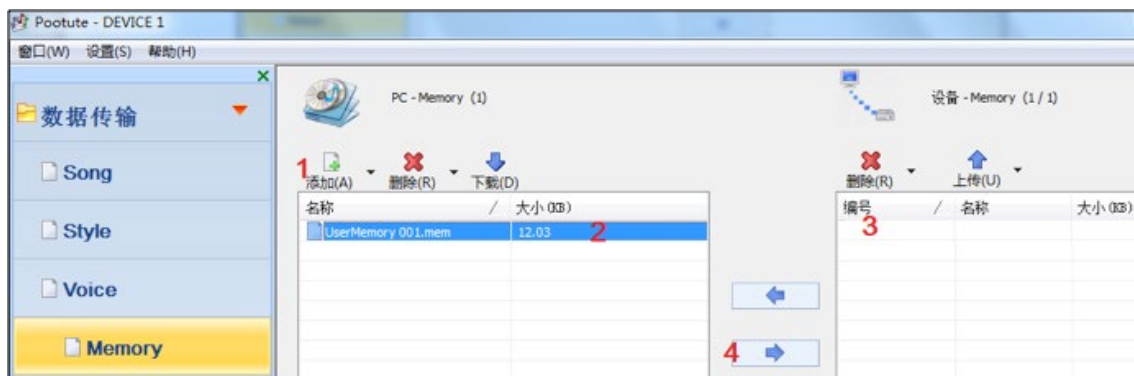 Pootute - DEVICE 1
窗口(W) 设置(S) 帮助(H)
数据传输
Song
Style
Voice
Memory
PC - Memory (1)
1 添加(A) 删除(R) 下载(D)
名称 / 大小(KB)
UserMemory 001.mem 12.03 2
设备 - Memory (1 / 1)
删除(R) 上传(U)
编号 / 名称 大小(KB)
3
4